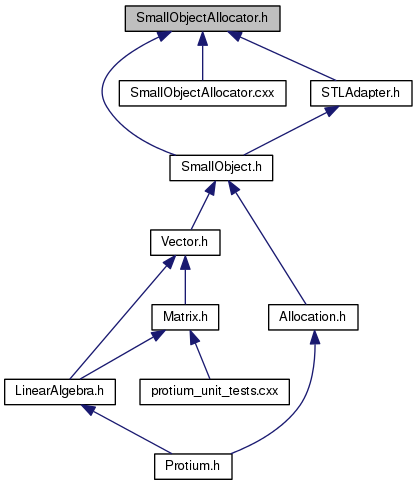 SmallObjectAllocator.h
SmallObjectAllocator.cxx
STLAdapter.h
SmallObject.h
Vector.h
Matrix.h
Allocation.h
LinearAlgebra.h
protium_unit_tests.cxx
Protium.h